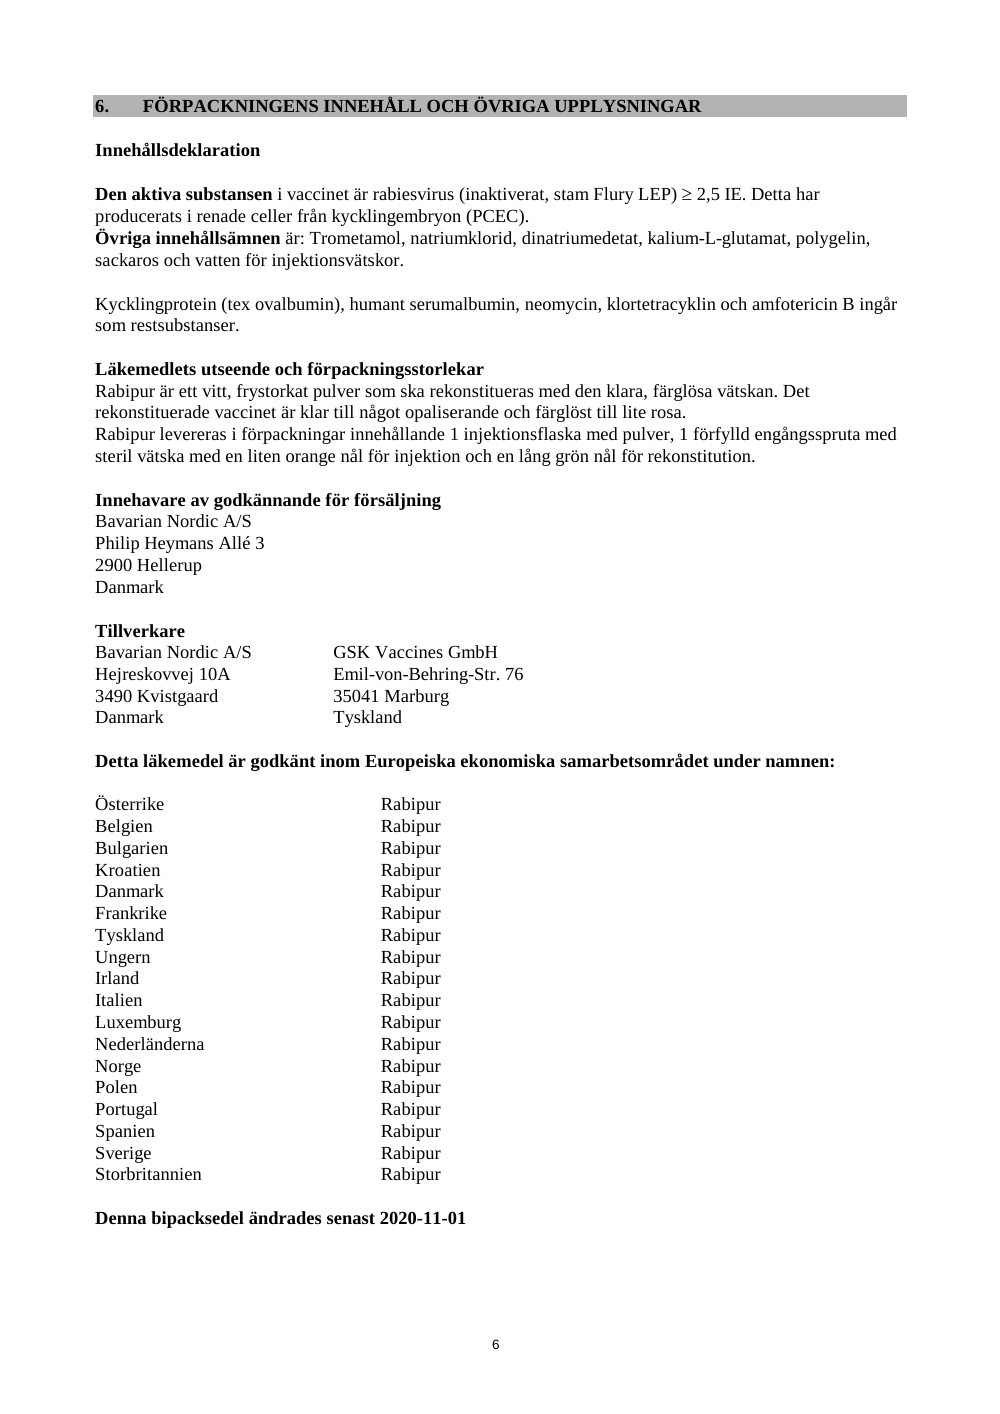 6. FÖRPACKNINGENS INNEHÅLL OCH ÖVRIGA UPPLYSNINGAR
Innehållsdeklaration
Den aktiva substansen i vaccinet är rabiesvirus (inaktiverat, stam Flury LEP) ≥ 2,5 IE. Detta har
producerats i renade celler från kycklingembryon (PCEC).
Övriga innehållsämnen är: Trometamol, natriumklorid, dinatriumedetat, kalium-L-glutamat, polygelin,
sackaros och vatten för injektionsvätskor.
Kycklingprotein (tex ovalbumin), humant serumalbumin, neomycin, klortetracyklin och amfotericin B ingår
som restsubstanser.
Läkemedlets utseende och förpackningsstorlekar
Rabipur är ett vitt, frystorkat pulver som ska rekonstitueras med den klara, färglösa vätskan. Det
rekonstituerade vaccinet är klar till något opaliserande och färglöst till lite rosa.
Rabipur levereras i förpackningar innehållande 1 injektionsflaska med pulver, 1 förfylld engångsspruta med
steril vätska med en liten orange nål för injektion och en lång grön nål för rekonstitution.
Innehavare av godkännande för försäljning
Bavarian Nordic A/S
Philip Heymans Allé 3
2900 Hellerup
Danmark
Tillverkare
Bavarian Nordic A/S GSK Vaccines GmbH
Hejreskovvej 10A Emil-von-Behring-Str. 76
3490 Kvistgaard 35041 Marburg
Danmark Tyskland
Detta läkemedel är godkänt inom Europeiska ekonomiska samarbetsområdet under namnen:
Österrike Rabipur
Belgien Rabipur
Bulgarien Rabipur
Kroatien Rabipur
Danmark Rabipur
Frankrike Rabipur
Tyskland Rabipur
Ungern Rabipur
Irland Rabipur
Italien Rabipur
Luxemburg Rabipur
Nederländerna Rabipur
Norge Rabipur
Polen Rabipur
Portugal Rabipur
Spanien Rabipur
Sverige Rabipur
Storbritannien Rabipur
Denna bipacksedel ändrades senast 2020-11-01
6